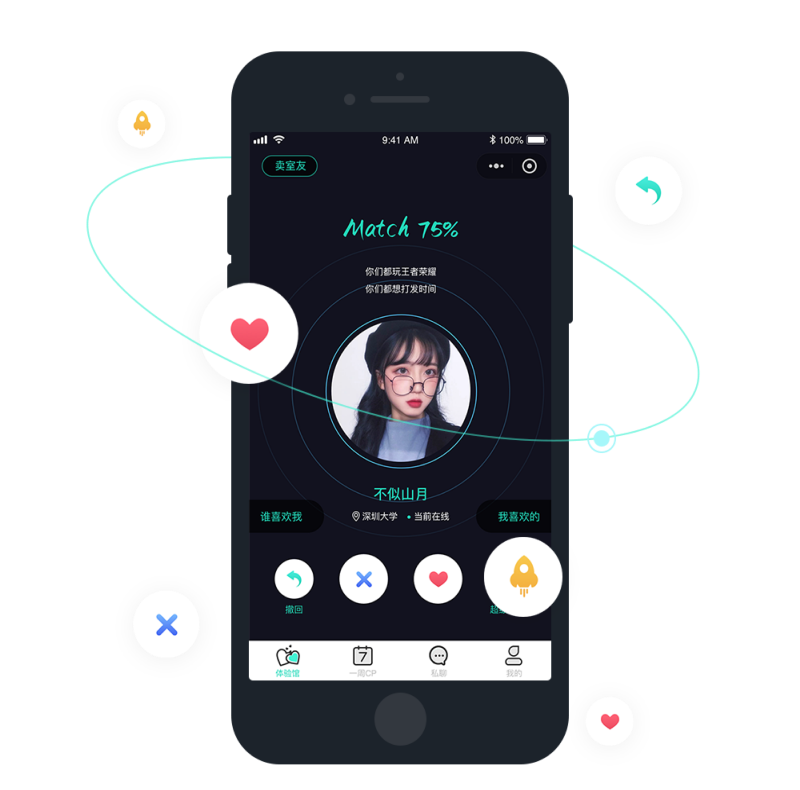 9:41 AM
100%
卖室友
Match 75%
你们都玩王者荣耀
你们都想打发时间
不似山月
谁喜欢我
深圳大学
当前在线
我喜欢的
撤回
超
7
体验馆
一周CP
私聊
我的